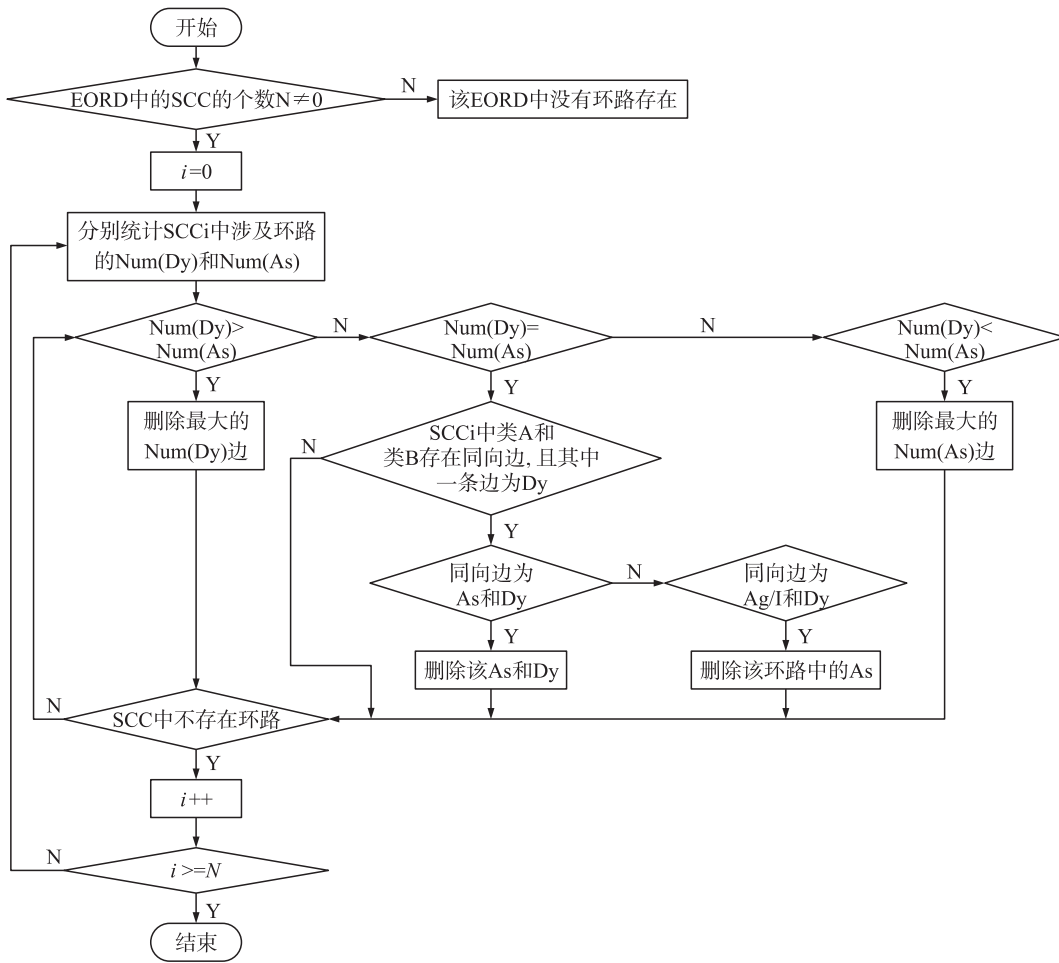 开始
EORD中的SCC的个数N≠0
N
该EORD中没有环路存在
Y
i=0
分别统计SCCi中涉及环路
的Num(Dy)和Num(As)
Num(Dy)>
Num(As)
N
Num(Dy)=
Num(As)
N
Num(Dy)<
Num(As)
Y
Y
Y
删除最大的
Num(Dy)边
删除最大的
Num(As)边
N
SCCi中类A和
类B存在同向边, 且其中
一条边为Dy
Y
同向边为
As和Dy
N
同向边为
Ag/I和Dy
Y
Y
删除该As和Dy
删除该环路中的As
N
SCC中不存在环路
Y
i++
N
i>=N
Y
结束